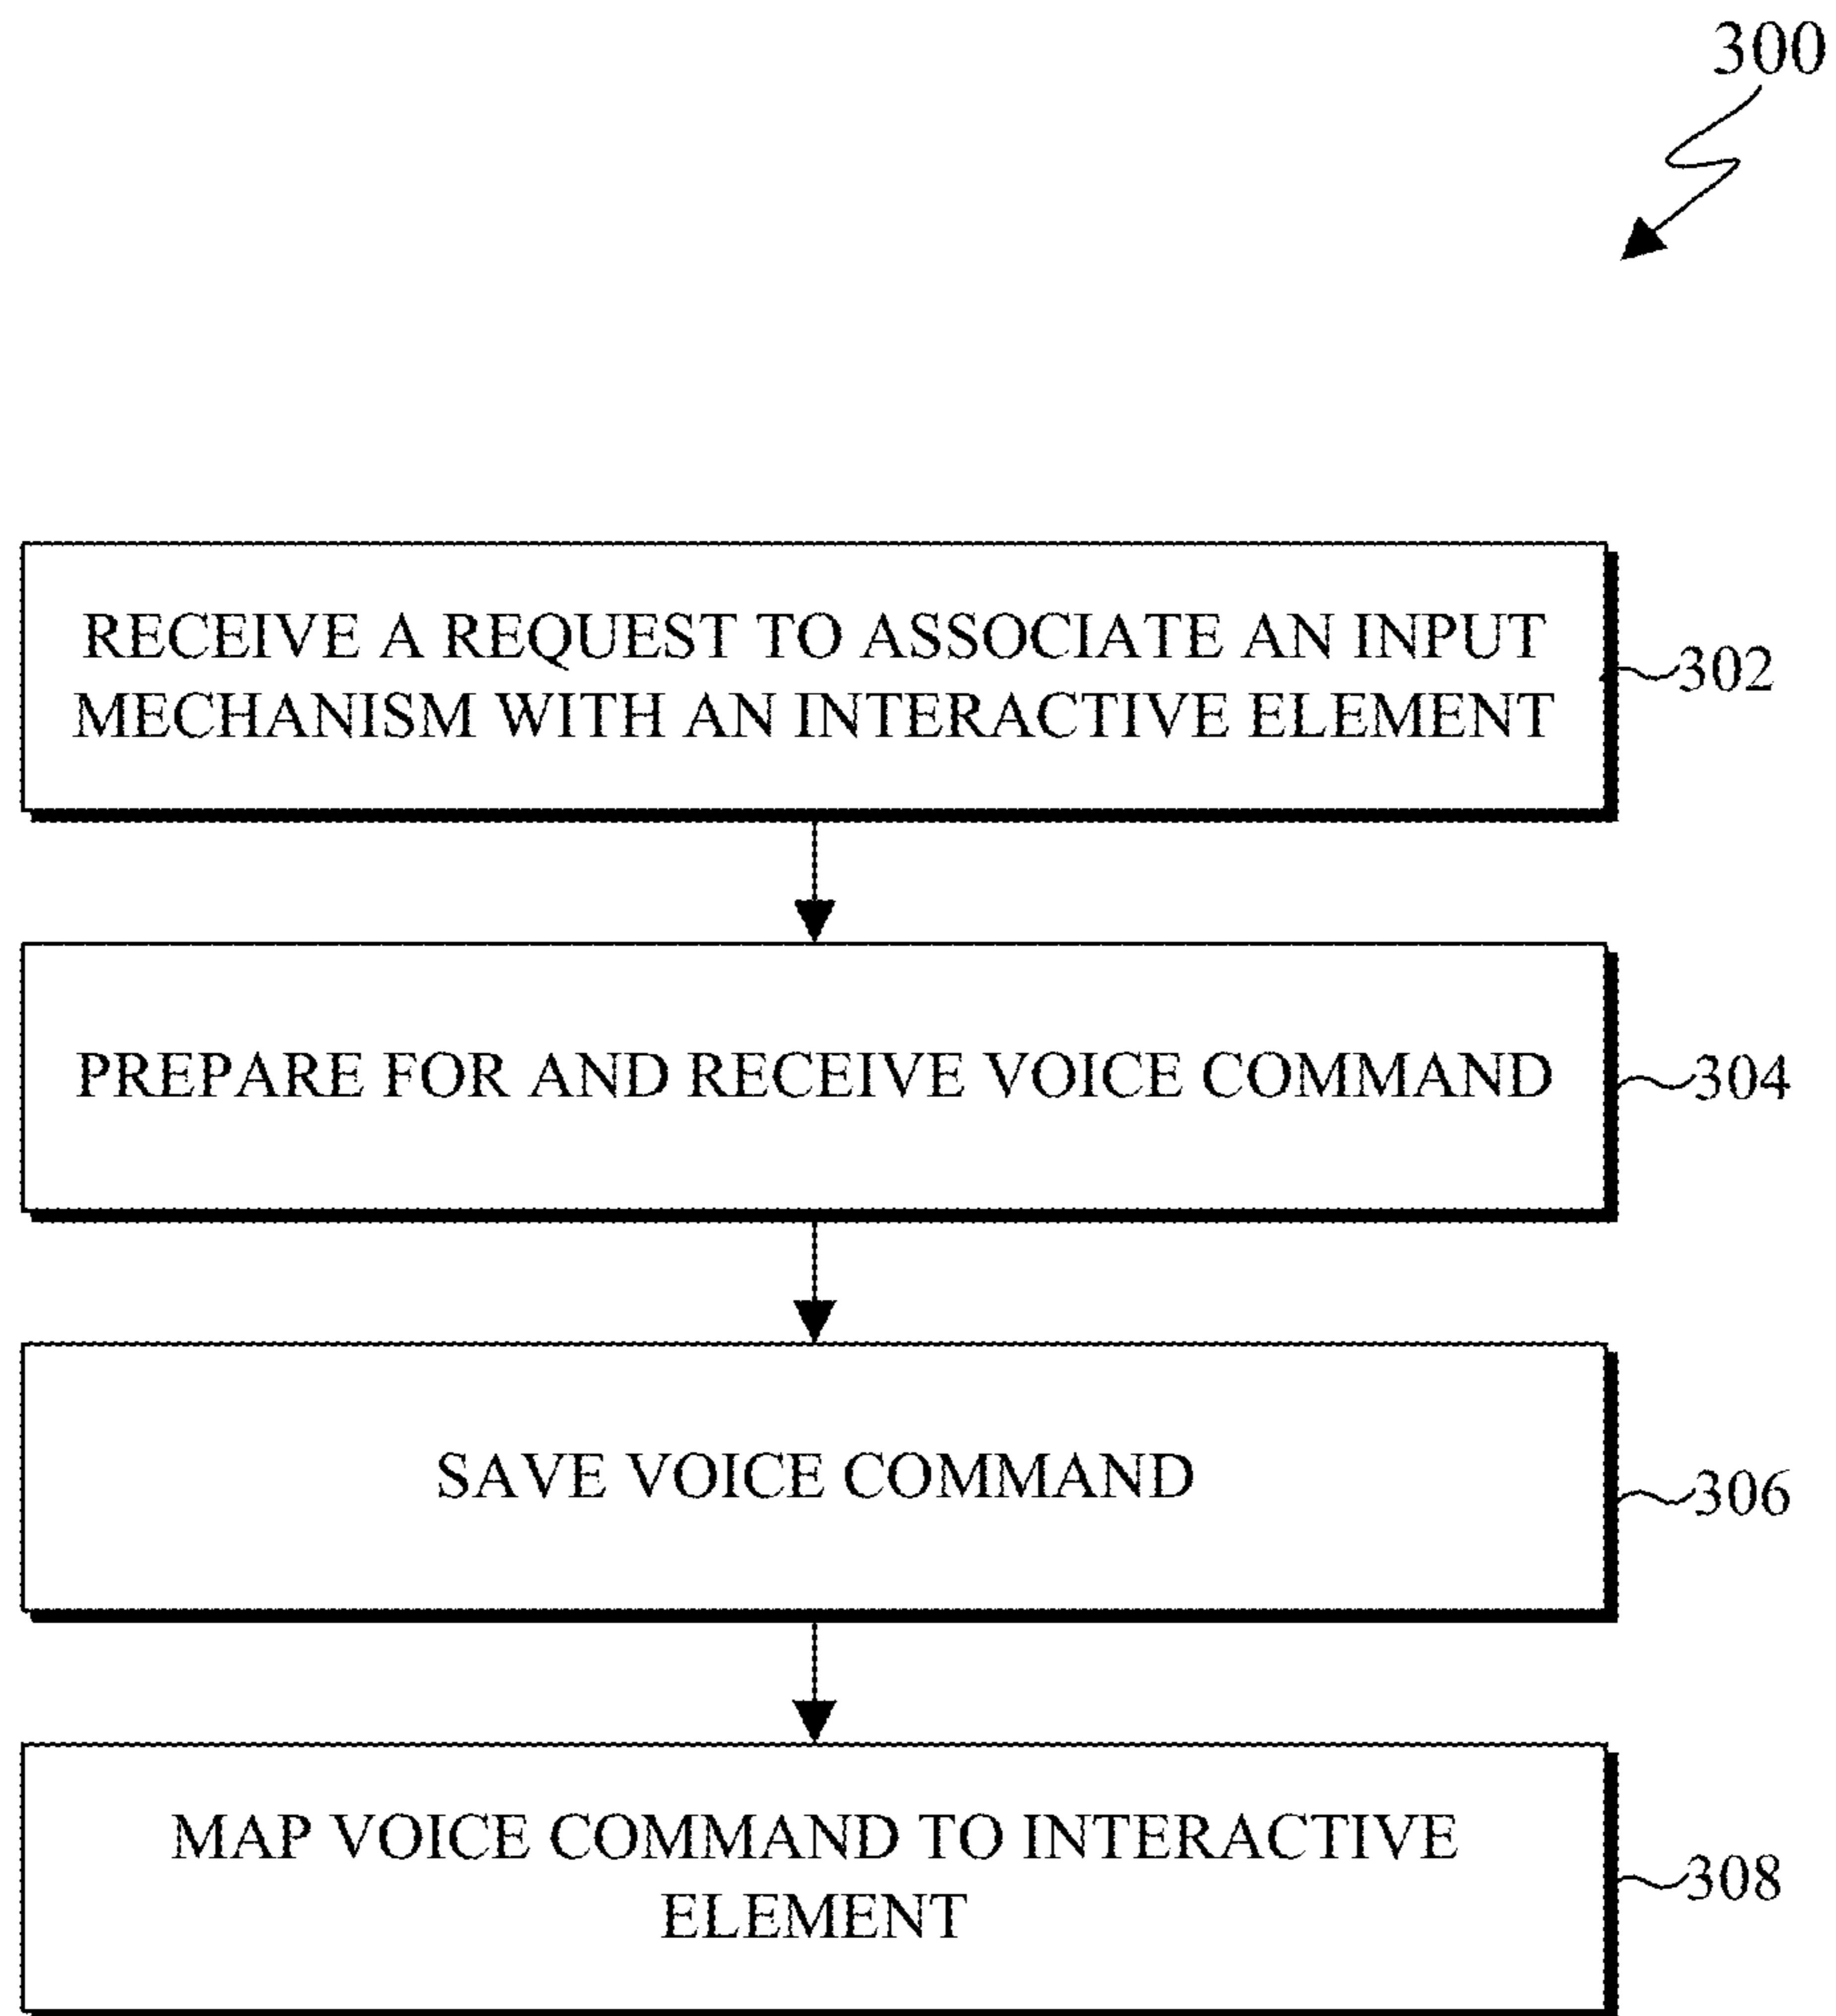 300
RECEIVE A REQUEST TO ASSOCIATE AN INPUT
MECHANISM WITH AN INTERACTIVE ELEMENT
302
PREPARE FOR AND RECEIVE VOICE COMMAND
304
SAVE VOICE COMMAND
306
MAP VOICE COMMAND TO INTERACTIVE
ELEMENT
308